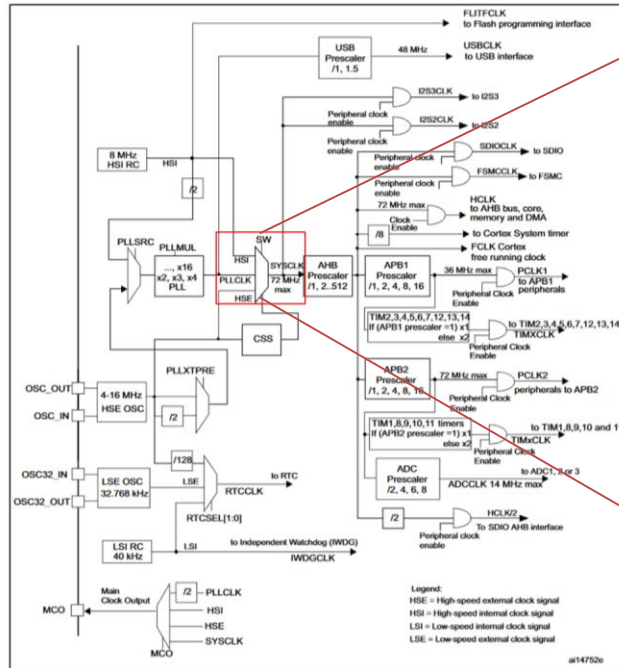 FLITFCLK
to Flash programming interface
USB
Prescaler
/1, 1.5
48 MHz
USBCLK
to USB interface
I2S3CLK
to I2S3
Peripheral clock
enable
I2S2CLK
to I2S2
Peripheral clock
enable
8 MHz
HSI RC
HSI
SDIOCLK
to SDIO
Peripheral clock
enable
FSMCCLK
to FSMC
Peripheral clock
enable
/2
HCLK
to AHB bus, core,
memory and DMA
72 MHz max
Clock
Enable
/8
to Cortex System timer
FCLK Cortex
free running clock
PLLSRC
PLLMUL
..., x16
x2, x3, x4
PLL
SW
HSI
PLLCLK
HSE
SYSCLK
72 MHz
max
AHB
Prescaler
/1, 2..512
APB1
Prescaler
/1, 2, 4, 8, 16
36 MHz max
PCLK1
to APB1
peripherals
Peripheral Clock
Enable
TIM2,3,4,5,6,7,12,13,14
If (APB1 prescaler =1) x1
else x2
to TIM2,3,4,5,6,7,12,13,14
TIMXCLK
Peripheral Clock
Enable
CSS
PLLXTPRE
OSC_OUT
OSC_IN
4-16 MHz
HSE OSC
/2
APB2
Prescaler
/1, 2, 4, 8, 16
72 MHz max
PCLK2
peripherals to APB2
Peripheral Clock
Enable
TIM1,8,9,10,11 timers
If (APB2 prescaler =1) x1
else x2
to TIM1,8,9,10 and 1
TIMxCLK
Peripheral Clock
Enable
OSC32_IN
OSC32_OUT
LSE OSC
32.768 kHz
/128
LSE
to RTC
RTCCLK
RTCSEL[1:0]
ADC
Prescaler
/2, 4, 6, 8
to ADC1, 2 or 3
ADCCLK 14 MHz max
/2
HCLK/2
To SDIO AHB interface
Peripheral clock
enable
LSI RC
40 kHz
LSI
to Independent Watchdog (IWDG)
IWDGCLK
MCO
Main
Clock Output
/2
PLLCLK
HSI
HSE
SYSCLK
MCO
Legend:
HSE = High-speed external clock signal
HSI = High-speed internal clock signal
LSI = Low-speed internal clock signal
LSE = Low-speed external clock signal
ai14752e